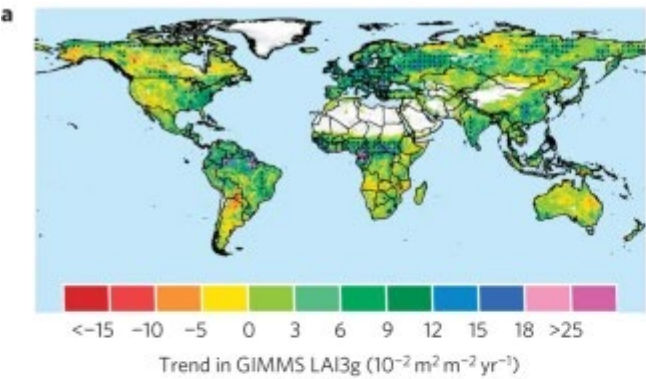 a
<−15 −10 −5 0 3 6 9 12 15 18 >25
Trend in GIMMS LAI3g (10⁻² m² m⁻² yr⁻¹)